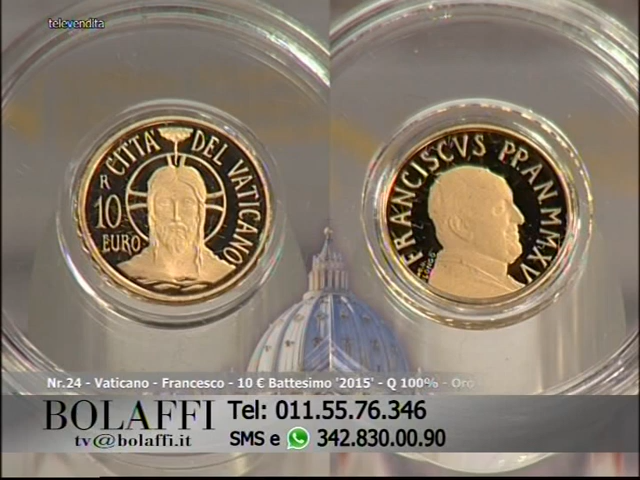 televendita
CITTA' DEL VATICANO
R
10
EURO
FRANCISCVS PP. AN. MMXV
Nr.24 - Vaticano - Francesco - 10 € Battesimo '2015' - Q 100% - Oro
BOLAFFI
tv@bolaffi.it
Tel: 011.55.76.346
SMS e 342.830.00.90